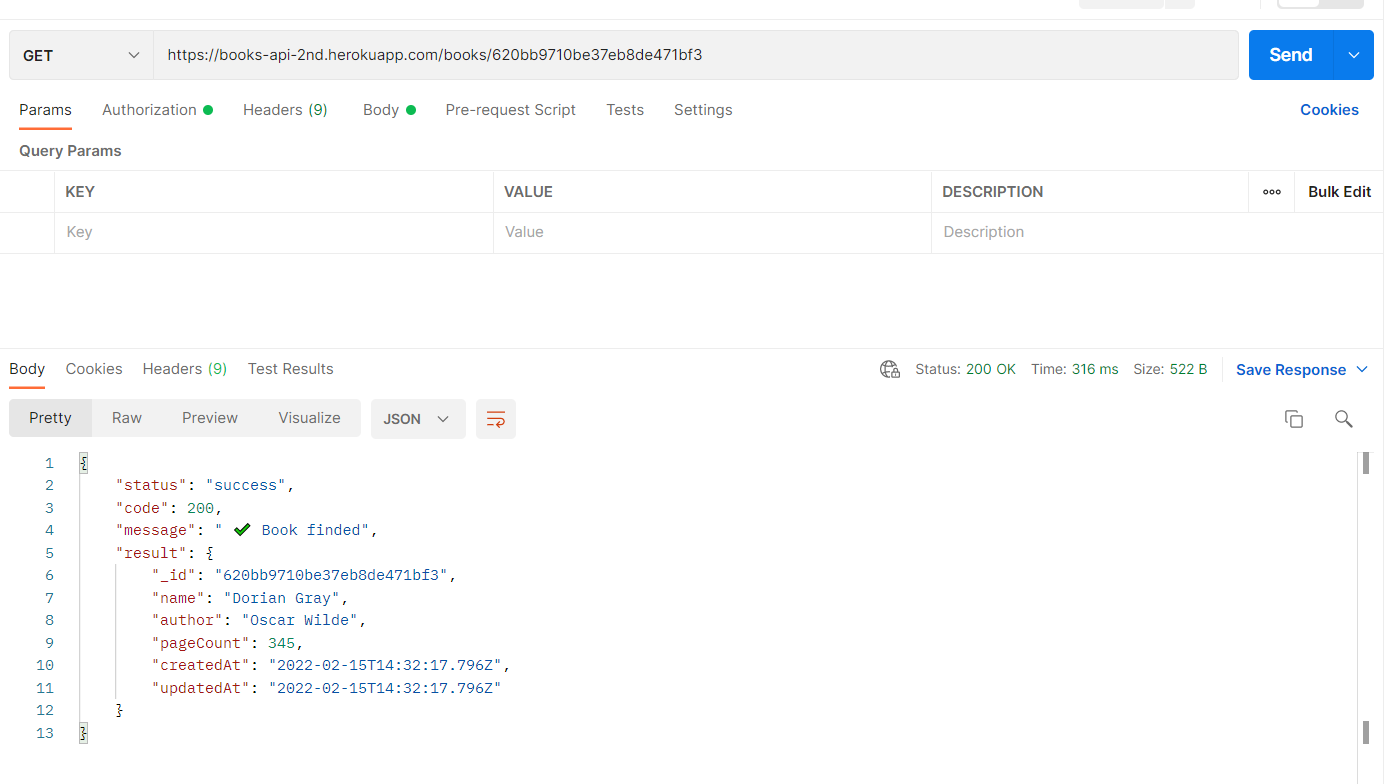 GET https://books-api-2nd.herokuapp.com/books/620bb9710be37eb8de471bf3 Send
Params Authorization Headers (9) Body Pre-request Script Tests Settings Cookies
Query Params
KEY VALUE DESCRIPTION ooo Bulk Edit
Key Value Description
Body Cookies Headers (9) Test Results Status: 200 OK Time: 316 ms Size: 522 B Save Response
Pretty Raw Preview Visualize JSON
1 {
2 "status": "success",
3 "code": 200,
4 "message": " ✔ Book finded",
5 "result": {
6 "_id": "620bb9710be37eb8de471bf3",
7 "name": "Dorian Gray",
8 "author": "Oscar Wilde",
9 "pageCount": 345,
10 "createdAt": "2022-02-15T14:32:17.796Z",
11 "updatedAt": "2022-02-15T14:32:17.796Z"
12 }
13 }